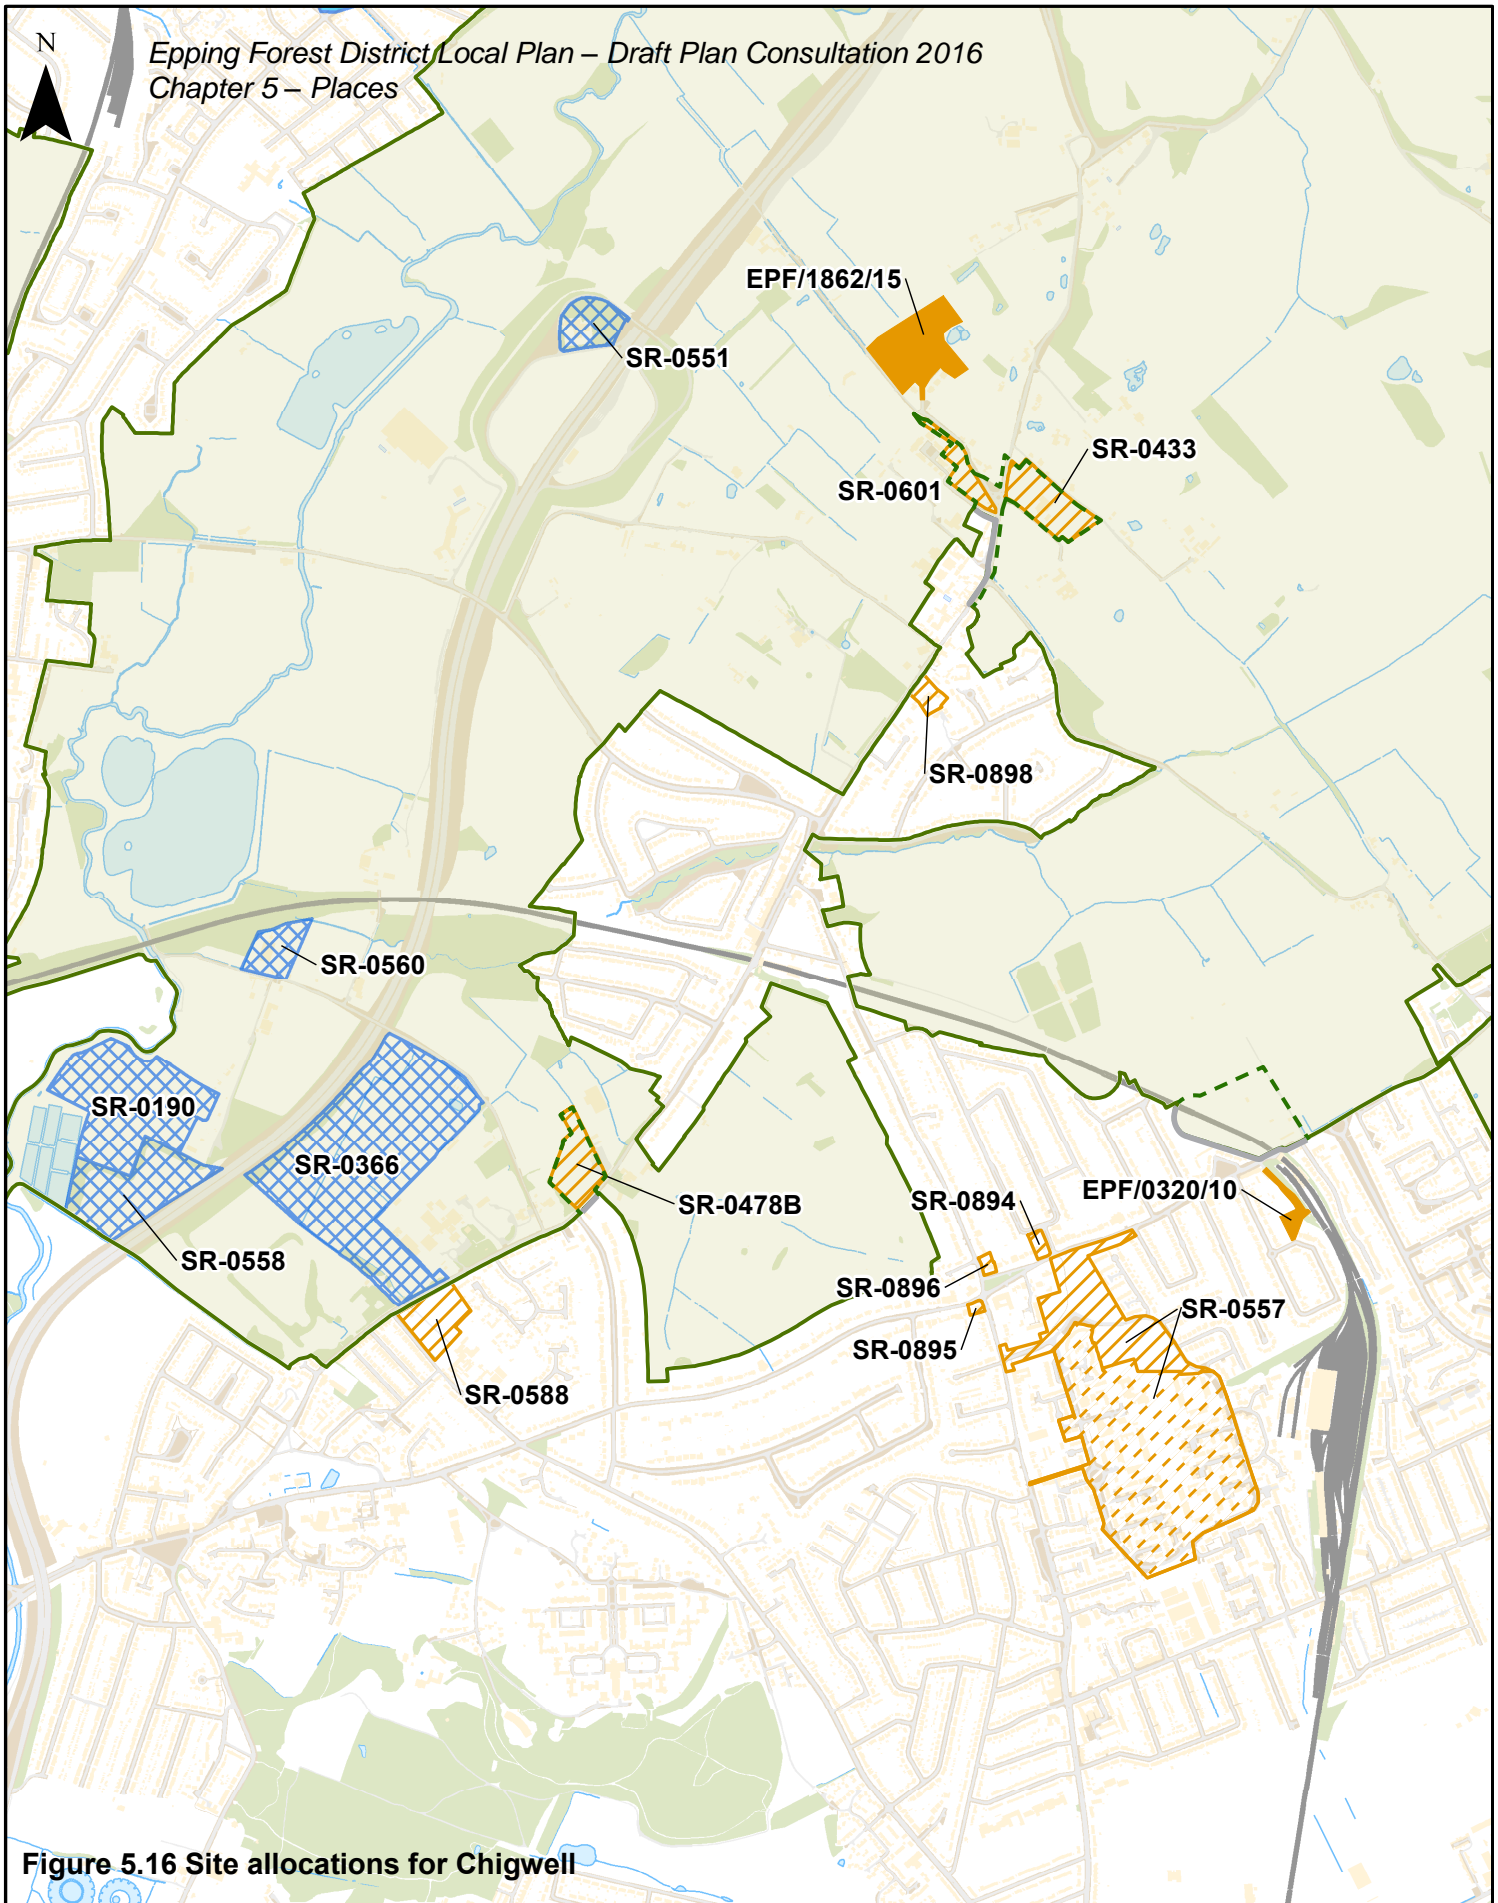 N
Epping Forest District Local Plan – Draft Plan Consultation 2016
Chapter 5 – Places
EPF/1862/15
SR-0551
SR-0433
SR-0601
SR-0898
SR-0560
SR-0190
SR-0366
SR-0478B
SR-0894
EPF/0320/10
SR-0558
SR-0896
SR-0557
SR-0895
SR-0588
Figure 5.16 Site allocations for Chigwell